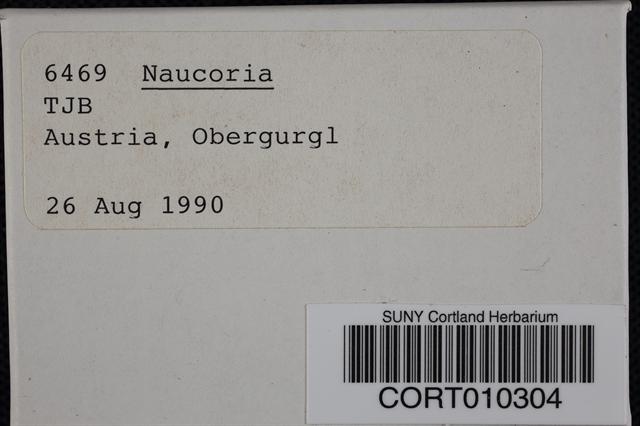 6469 Naucoria
TJB
Austria, Obergurgl
26 Aug 1990
SUNY Cortland Herbarium
CORT010304